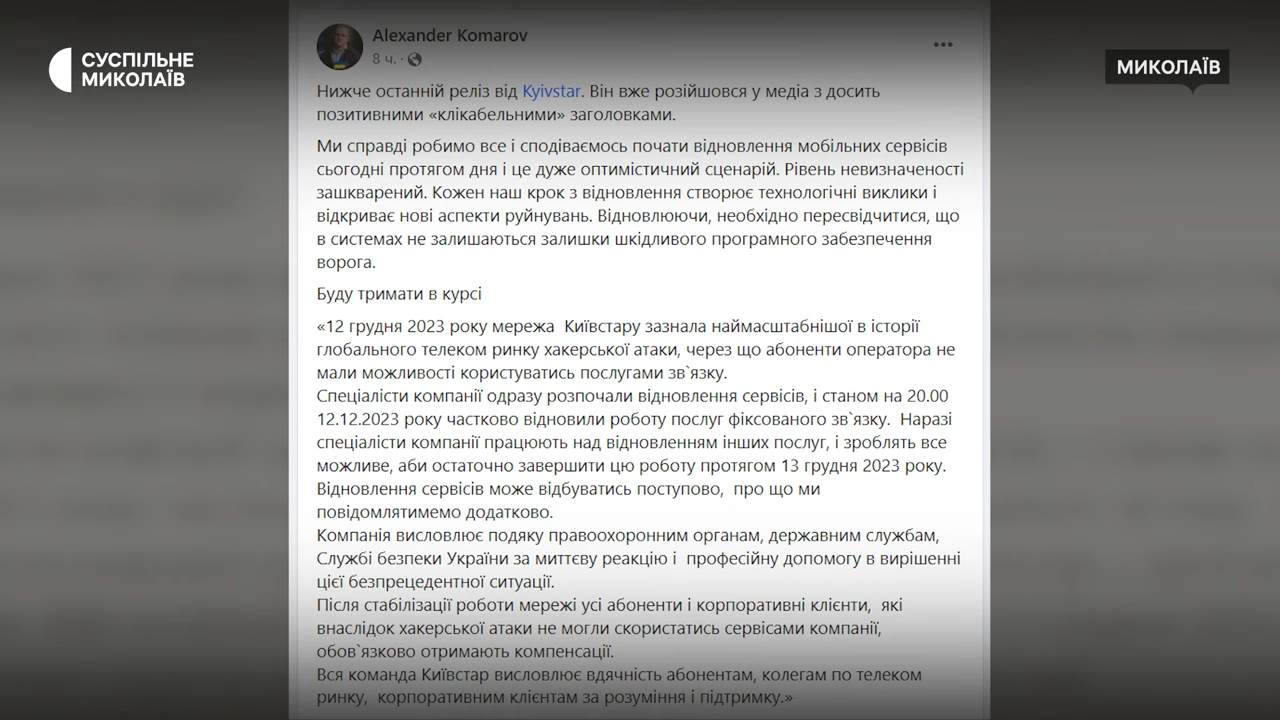 СУСПІЛЬНЕ
МИКОЛАЇВ
МИКОЛАЇВ
Alexander Komarov
8 ч. ·
Нижче останній реліз від Kyivstar. Він вже розійшовся у медіа з досить
позитивними «клікабельними» заголовками.
Ми справді робимо все і сподіваємось почати відновлення мобільних сервісів
сьогодні протягом дня і це дуже оптимістичний сценарій. Рівень невизначеності
зашкварений. Кожен наш крок з відновлення створює технологічні виклики і
відкриває нові аспекти руйнувань. Відновлюючи, необхідно пересвідчитися, що
в системах не залишаються залишки шкідливого програмного забезпечення
ворога.
Буду тримати в курсі
«12 грудня 2023 року мережа  Київстару зазнала наймасштабнішої в історії
глобального телеком ринку хакерської атаки, через що абоненти оператора не
мали можливості користуватись послугами зв`язку.
Спеціалісти компанії одразу розпочали відновлення сервісів, і станом на 20.00
12.12.2023 року частково відновили роботу послуг фіксованого зв`язку.  Наразі
спеціалісти компанії працюють над відновленням інших послуг, і зроблять все
можливе, аби остаточно завершити цю роботу протягом 13 грудня 2023 року.
Відновлення сервісів може відбуватись поступово,  про що ми
повідомлятимемо додатково.
Компанія висловлює подяку правоохоронним органам, державним службам,
Службі безпеки України за миттєву реакцію і  професійну допомогу в вирішенні
цієї безпрецедентної ситуації.
Після стабілізації роботи мережі усі абоненти і корпоративні клієнти,  які
внаслідок хакерської атаки не могли скористатись сервісами компанії,
обов`язково отримають компенсації.
Вся команда Київстар висловлює вдячність абонентам, колегам по телеком
ринку,  корпоративним клієнтам за розуміння і підтримку.»